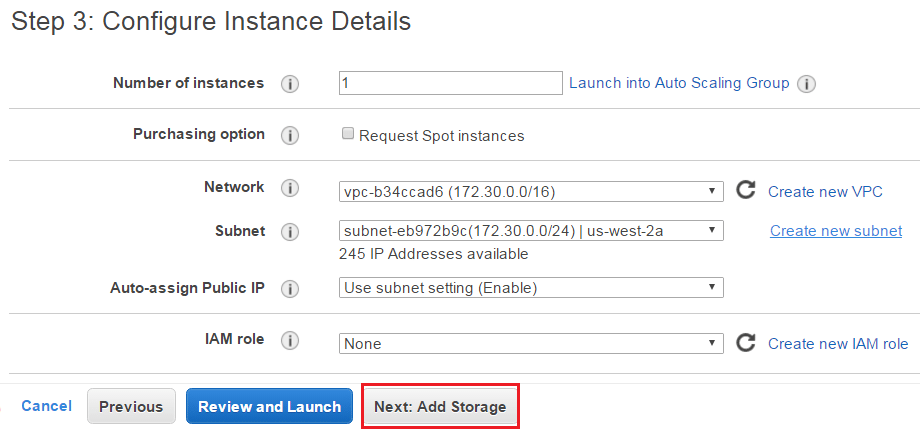 Step 3: Configure Instance Details
Number of instances 1 Launch into Auto Scaling Group
Purchasing option Request Spot instances
Network vpc-b34ccad6 (172.30.0.0/16) Create new VPC
Subnet subnet-eb972b9c(172.30.0.0/24) | us-west-2a Create new subnet
245 IP Addresses available
Auto-assign Public IP Use subnet setting (Enable)
IAM role None Create new IAM role
Cancel Previous Review and Launch Next: Add Storage